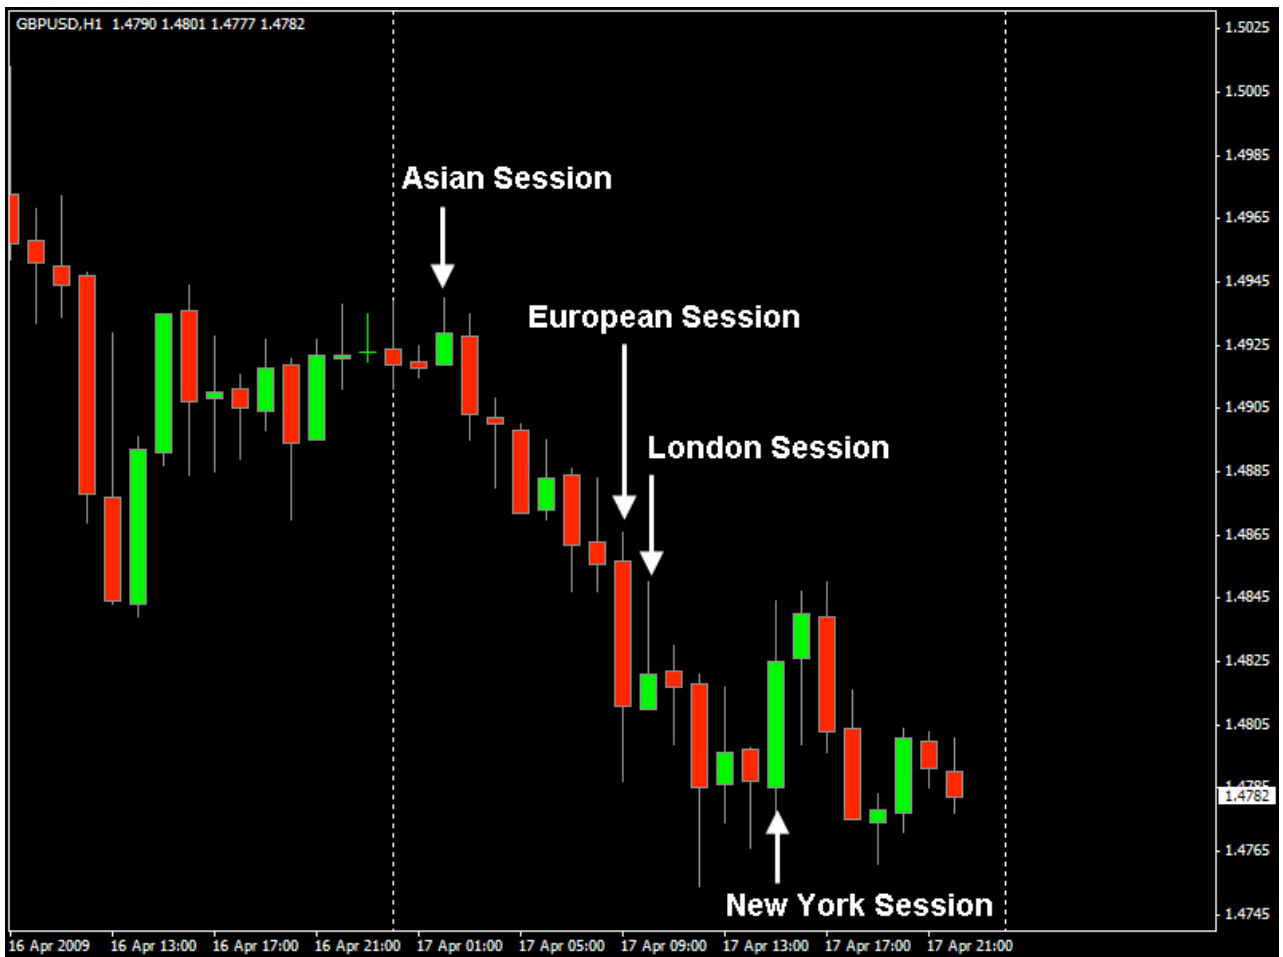 GBPUSD,H1 1.4790 1.4801 1.4777 1.4782
1.5025
1.5005
1.4985
Asian Session
1.4965
1.4945
European Session
1.4925
1.4905
London Session
1.4885
1.4865
1.4845
1.4825
1.4805
1.4785
1.4782
1.4765
New York Session
1.4745
16 Apr 2009 16 Apr 13:00 16 Apr 17:00 16 Apr 21:00 17 Apr 01:00 17 Apr 05:00 17 Apr 09:00 17 Apr 13:00 17 Apr 17:00 17 Apr 21:00